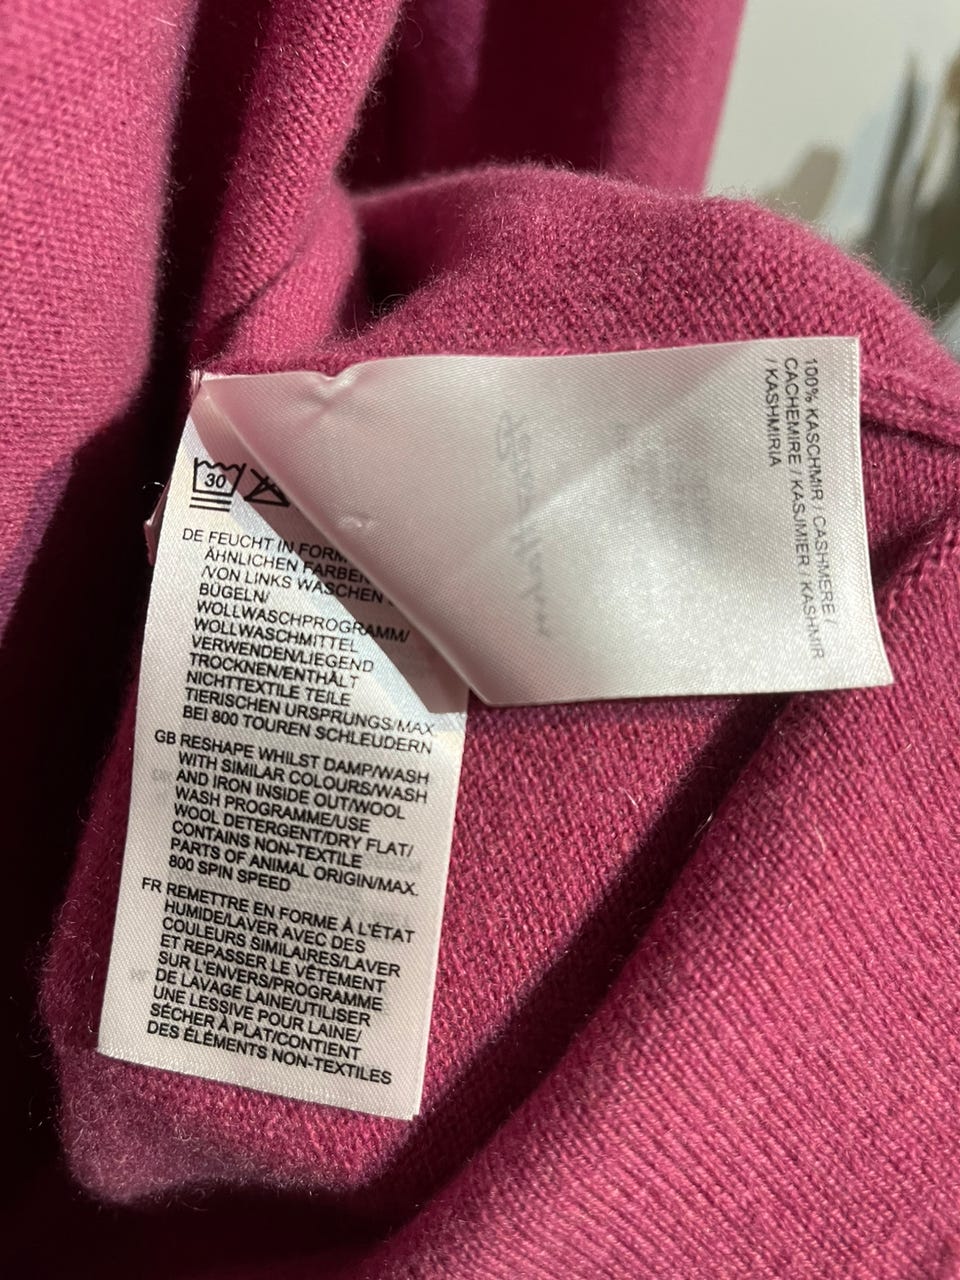 100% KASCHMIR / CASHMERE /
CACHEMIRE / KASJMIER / KASHMIR
/ KASHMIRIA
30
DE FEUCHT IN
ÄHNLICHEN FARBEN
/VON LINKS WASCHEN
BÜGELN/
WOLLWASCHPROGRAMM/
WOLLWASCHMITTEL
VERWENDEN/LIEGEND
TROCKNEN/ENTHÄLT
NICHTTEXTILE TEILE
TIERISCHEN URSPRUNGS/MAX
BEI 800 TOUREN SCHLEUDERN
GB RESHAPE WHILST DAMP/WASH
WITH SIMILAR COLOURS/WASH
AND IRON INSIDE OUT/WOOL
WASH PROGRAMME/USE
WOOL DETERGENT/DRY FLAT/
CONTAINS NON-TEXTILE
PARTS OF ANIMAL ORIGIN/MAX.
800 SPIN SPEED
FR REMETTRE EN FORME À L'ÉTAT
HUMIDE/LAVER AVEC DES
COULEURS SIMILAIRES/LAVER
ET REPASSER LE VÊTEMENT
SUR L'ENVERS/PROGRAMME
DE LAVAGE LAINE/UTILISER
UNE LESSIVE POUR LAINE/
SÉCHER À PLAT/CONTIENT
DES ÉLÉMENTS NON-TEXTILES